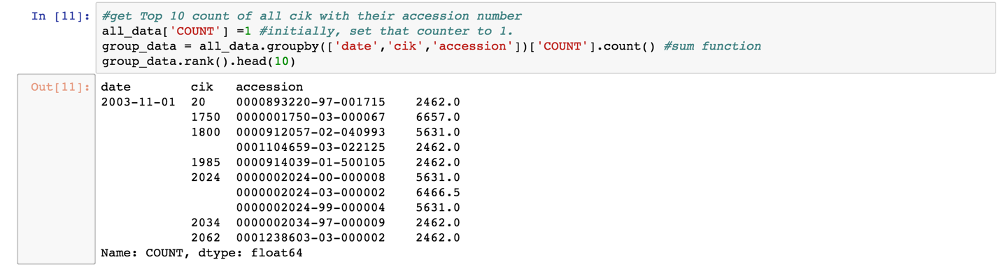 In [11]: #get Top 10 count of all cik with their accession number
all_data['COUNT'] =1 #initially, set that counter to 1.
group_data = all_data.groupby(['date','cik','accession'])['COUNT'].count() #sum function
group_data.rank().head(10)
Out[11]: date cik accession
2003-11-01 20 0000893220-97-001715 2462.0
1750 0000001750-03-000067 6657.0
1800 0000912057-02-040993 5631.0
0001104659-03-022125 2462.0
1985 0000914039-01-500105 2462.0
2024 0000002024-00-000008 5631.0
0000002024-03-000002 6466.5
0000002024-99-000004 5631.0
2034 0000002034-97-000009 2462.0
2062 0001238603-03-000002 2462.0
Name: COUNT, dtype: float64